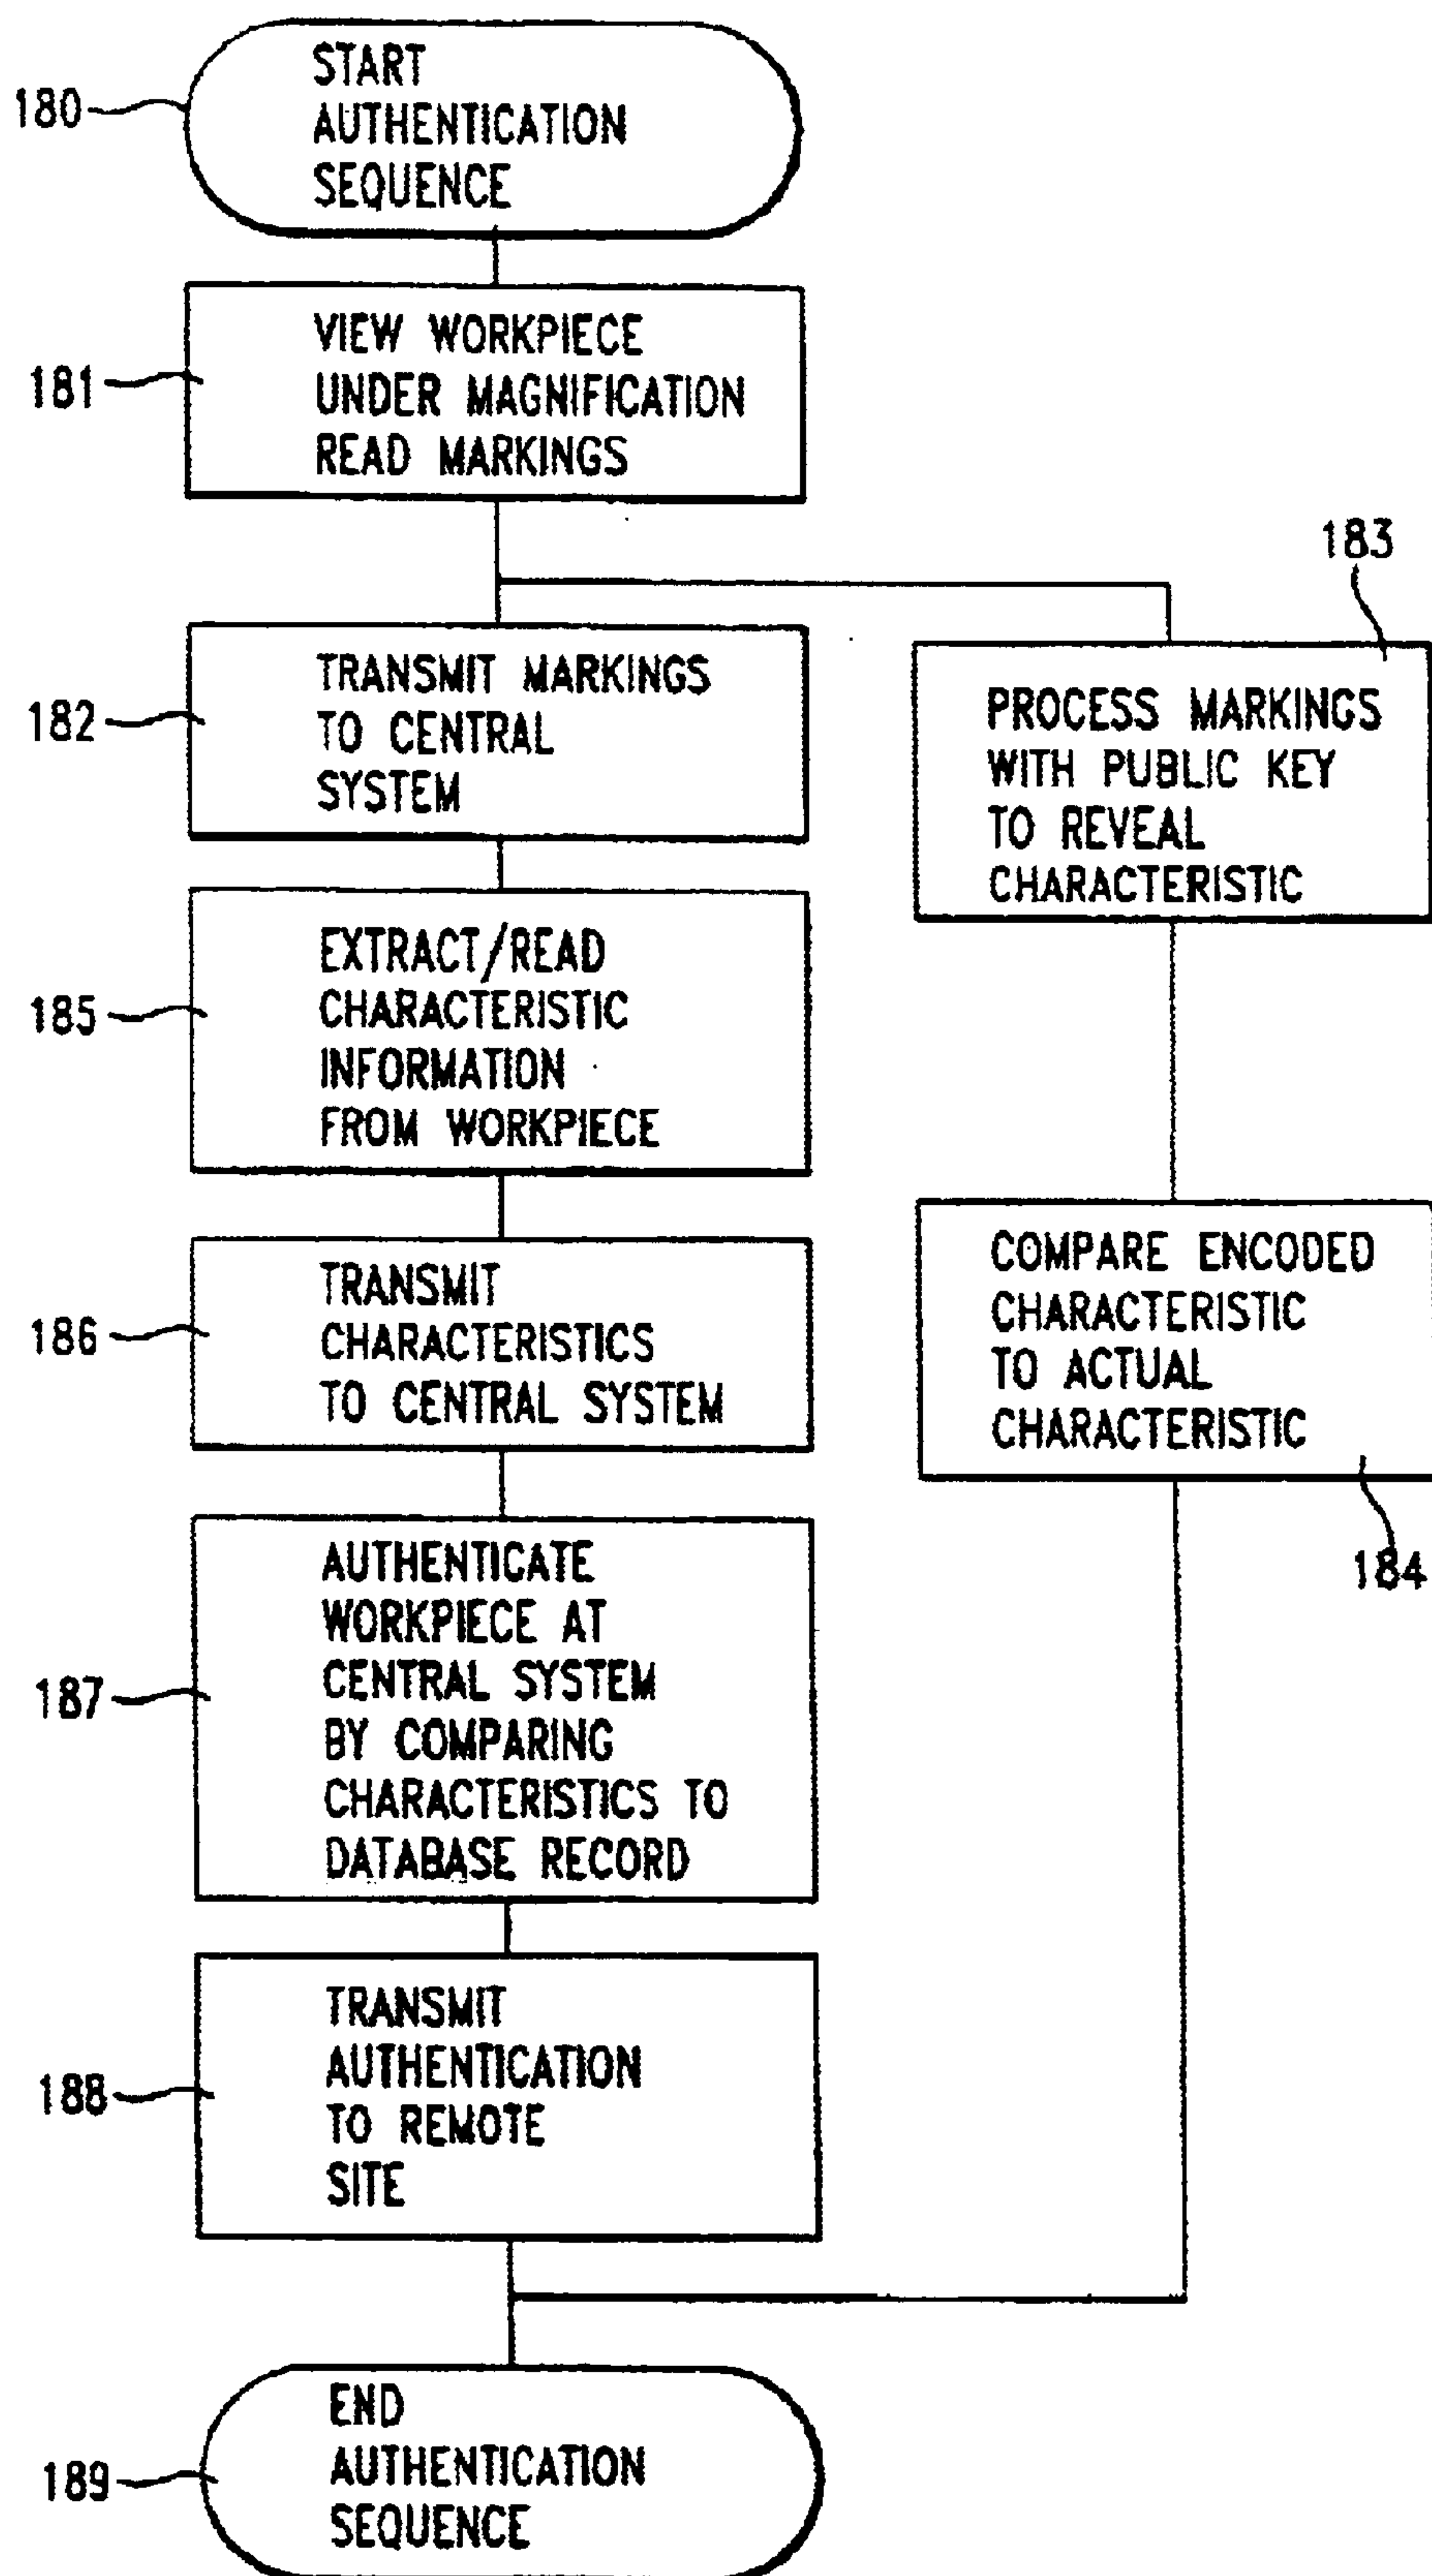 180
START
AUTHENTICATION
SEQUENCE
181
VIEW WORKPIECE
UNDER MAGNIFICATION
READ MARKINGS
182
TRANSMIT MARKINGS
TO CENTRAL
SYSTEM
183
PROCESS MARKINGS
WITH PUBLIC KEY
TO REVEAL
CHARACTERISTIC
185
EXTRACT/READ
CHARACTERISTIC
INFORMATION
FROM WORKPIECE
186
TRANSMIT
CHARACTERISTICS
TO CENTRAL SYSTEM
COMPARE ENCODED
CHARACTERISTIC
TO ACTUAL
CHARACTERISTIC
184
187
AUTHENTICATE
WORKPIECE AT
CENTRAL SYSTEM
BY COMPARING
CHARACTERISTICS TO
DATABASE RECORD
188
TRANSMIT
AUTHENTICATION
TO REMOTE
SITE
189
END
AUTHENTICATION
SEQUENCE